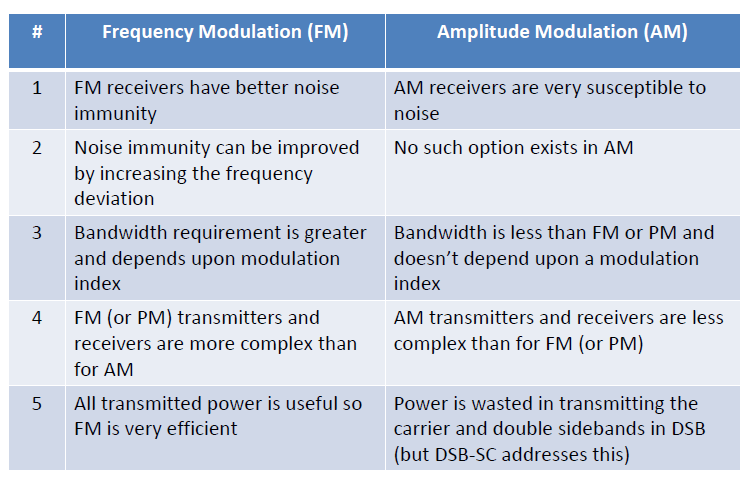 # Frequency Modulation (FM) Amplitude Modulation (AM)
1 FM receivers have better noise AM receivers are very susceptible to
immunity noise
2 Noise immunity can be improved No such option exists in AM
by increasing the frequency
deviation
3 Bandwidth requirement is greater Bandwidth is less than FM or PM and
and depends upon modulation doesn’t depend upon a modulation
index index
4 FM (or PM) transmitters and AM transmitters and receivers are less
receivers are more complex than complex than for FM (or PM)
for AM
5 All transmitted power is useful so Power is wasted in transmitting the
FM is very efficient carrier and double sidebands in DSB
(but DSB-SC addresses this)